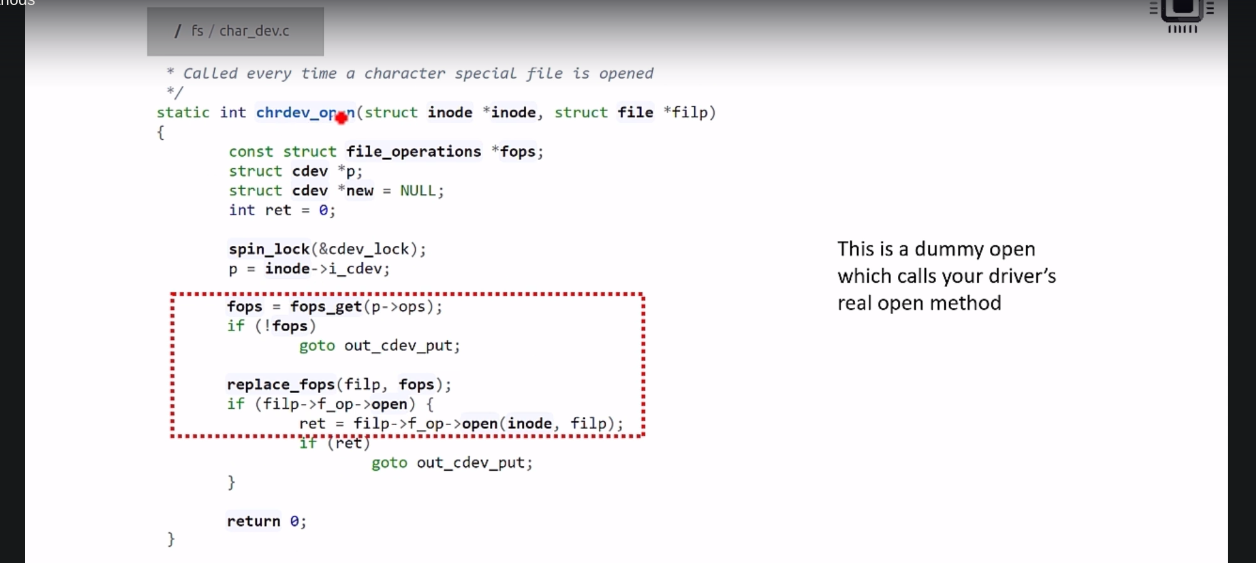 / fs / char_dev.c
* Called every time a character special file is opened
*/
static int chrdev_open(struct inode *inode, struct file *filp)
{
const struct file_operations *fops;
struct cdev *p;
struct cdev *new = NULL;
int ret = 0;
spin_lock(&cdev_lock);
p = inode->i_cdev;
fops = fops_get(p->ops);
if (!fops)
goto out_cdev_put;
replace_fops(filp, fops);
if (filp->f_op->open) {
ret = filp->f_op->open(inode, filp);
if (ret)
goto out_cdev_put;
}
return 0;
}
This is a dummy open
which calls your driver's
real open method